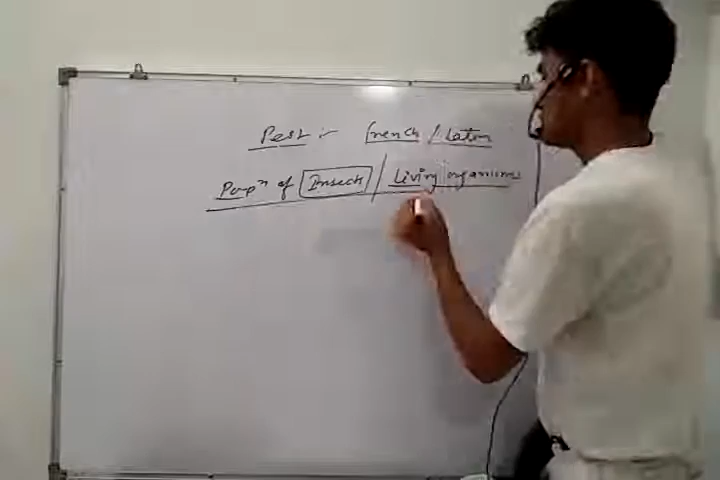 Pest :- french / Latin
Popn of Insects / Living organisms